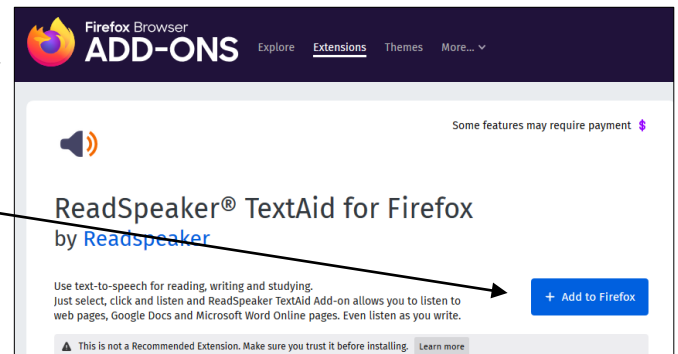 Firefox Browser
ADD-ONS
Explore Extensions Themes More...
Some features may require payment $
ReadSpeaker® TextAid for Firefox
by Readspeaker
Use text-to-speech for reading, writing and studying.
Just select, click and listen and ReadSpeaker TextAid Add-on allows you to listen to
web pages, Google Docs and Microsoft Word Online pages. Even listen as you write.
+ Add to Firefox
This is not a Recommended Extension. Make sure you trust it before installing. Learn more